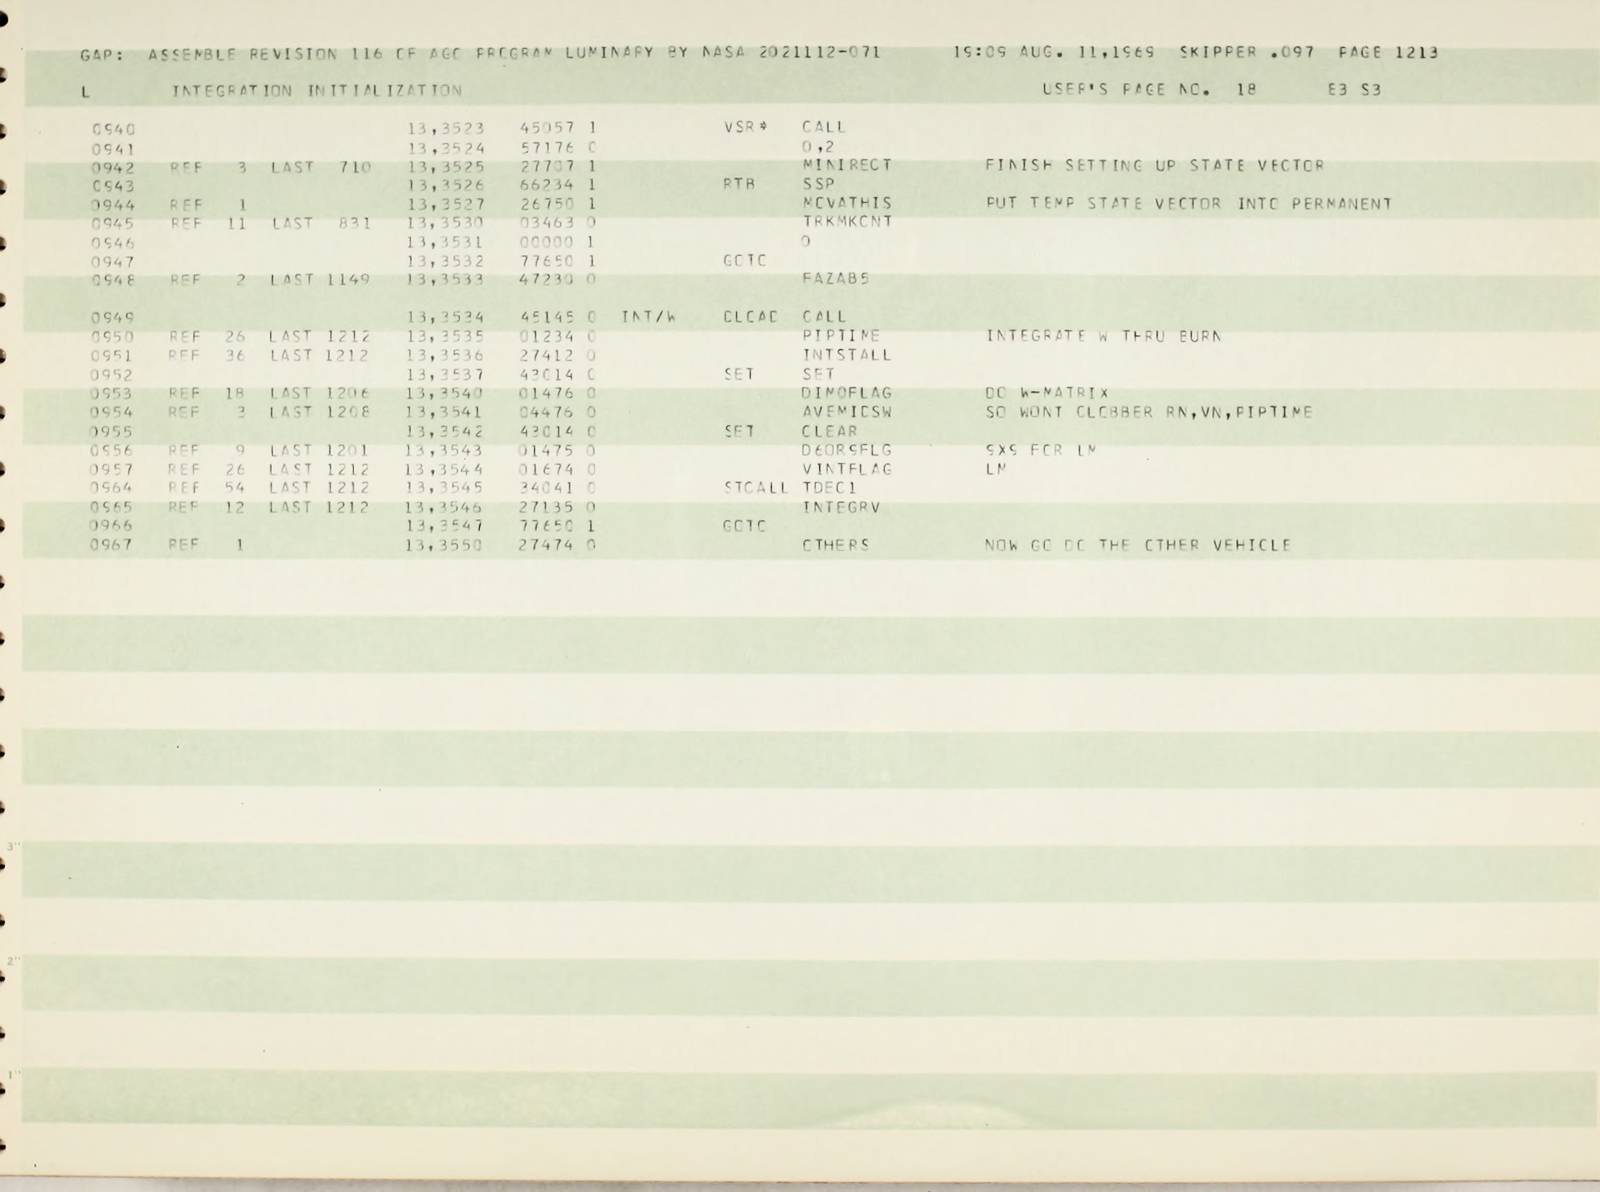 GAP: ASSEMBLE REVISION 116 OF AGC PROGRAM LUMINARY BY NASA 2021112-071 19:09 AUG. 11,1969 SKIPPER .097 PAGE 1213
L INTEGRATION INITIALIZATION USER'S PAGE NO. 18 E3 S3
0940 13,3523 45057 1 VSR* CALL
0941 13,3524 57176 0 0,2
0942 REF 3 LAST 710 13,3525 27707 1 MINIRECT FINISH SETTING UP STATE VECTOR
0943 13,3526 66234 1 RTB SSP
0944 REF 1 13,3527 26750 1 MOVATHIS PUT TEMP STATE VECTOR INTO PERMANENT
0945 REF 11 LAST 831 13,3530 03463 0 TRKMKCNT
0946 13,3531 00000 1 0
0947 13,3532 77650 1 GOTO
0948 REF 2 LAST 1149 13,3533 47230 0 FAZAB5
0949 13,3534 45145 0 INT/W DLOAD CALL
0950 REF 26 LAST 1212 13,3535 01234 0 PIPTIME INTEGRATE W THRU BURN
0951 REF 36 LAST 1212 13,3536 27412 0 INTSTALL
0952 13,3537 43014 0 SET SET
0953 REF 18 LAST 1206 13,3540 01476 0 DIM0FLAG DO W-MATRIX
0954 REF 3 LAST 1208 13,3541 04476 0 AVEMIDSW SO WONT CLOBBER RN,VN,PIPTIME
0955 13,3542 43014 0 SET CLEAR
0956 REF 9 LAST 1201 13,3543 01475 0 D6OR9FLG 9X9 FOR LM
0957 REF 26 LAST 1212 13,3544 01674 0 VINTFLAG LM
0964 REF 54 LAST 1212 13,3545 34041 0 STCALL TDEC1
0965 REF 12 LAST 1212 13,3546 27135 0 INTEGRV
0966 13,3547 77650 1 GOTO
0967 REF 1 13,3550 27474 0 OTHERS NOW GO DO THE OTHER VEHICLE
3"
2"
1"